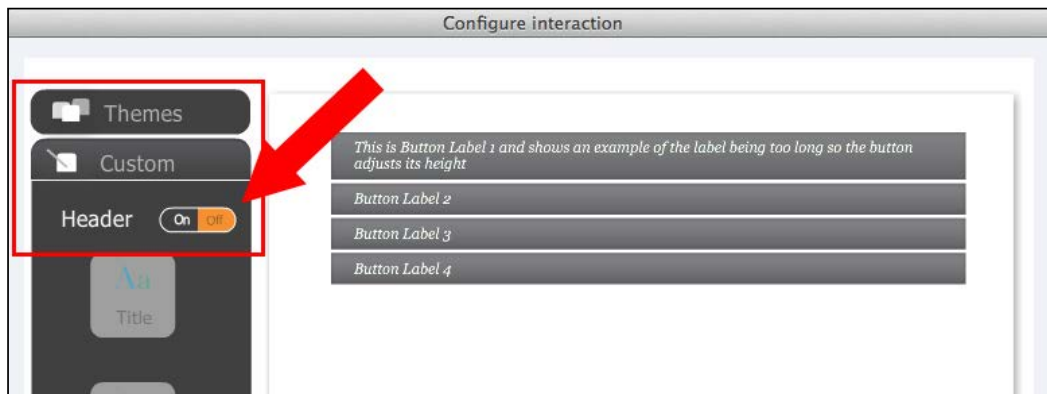 Configure interaction
Themes
Custom
Header On Off
Aa
Title
This is Button Label 1 and shows an example of the label being too long so the button
adjusts its height
Button Label 2
Button Label 3
Button Label 4